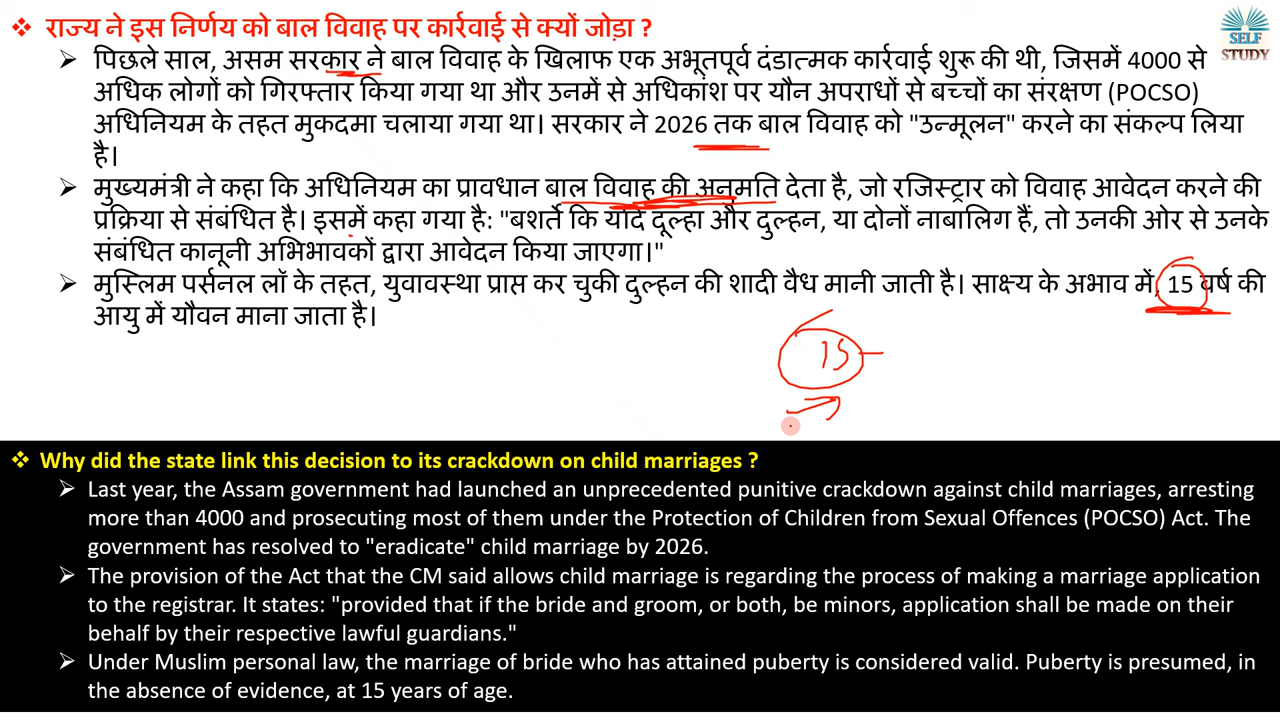 ❖ राज्य ने इस निर्णय को बाल विवाह पर कार्रवाई से क्यों जोड़ा ?
SELF
STUDY
➢ पिछले साल, असम सरकार ने बाल विवाह के खिलाफ एक अभूतपूर्व दंडात्मक कार्रवाई शुरू की थी, जिसमें 4000 से
अधिक लोगों को गिरफ्तार किया गया था और उनमें से अधिकांश पर यौन अपराधों से बच्चों का संरक्षण (POCSO)
अधिनियम के तहत मुकदमा चलाया गया था। सरकार ने 2026 तक बाल विवाह को "उन्मूलन" करने का संकल्प लिया
है।
➢ मुख्यमंत्री ने कहा कि अधिनियम का प्रावधान बाल विवाह की अनुमति देता है, जो रजिस्ट्रार को विवाह आवेदन करने की
प्रक्रिया से संबंधित है। इसमें कहा गया है: "बशर्ते कि यदि दूल्हा और दुल्हन, या दोनों नाबालिग हैं, तो उनकी ओर से उनके
संबंधित कानूनी अभिभावकों द्वारा आवेदन किया जाएगा।"
➢ मुस्लिम पर्सनल लॉ के तहत, युवावस्था प्राप्त कर चुकी दुल्हन की शादी वैध मानी जाती है। साक्ष्य के अभाव में, 15 वर्ष की
आयु में यौवन माना जाता है।
15
❖ Why did the state link this decision to its crackdown on child marriages ?
➢ Last year, the Assam government had launched an unprecedented punitive crackdown against child marriages, arresting
more than 4000 and prosecuting most of them under the Protection of Children from Sexual Offences (POCSO) Act. The
government has resolved to "eradicate" child marriage by 2026.
➢ The provision of the Act that the CM said allows child marriage is regarding the process of making a marriage application
to the registrar. It states: "provided that if the bride and groom, or both, be minors, application shall be made on their
behalf by their respective lawful guardians."
➢ Under Muslim personal law, the marriage of bride who has attained puberty is considered valid. Puberty is presumed, in
the absence of evidence, at 15 years of age.